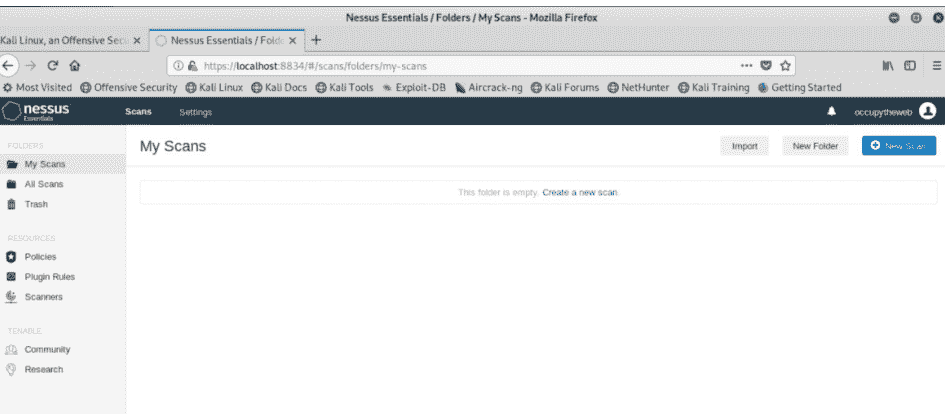 Nessus Essentials / Folders / My Scans - Mozilla Firefox
Kali Linux, an Offensive Secu Nessus Essentials / Folde
https://localhost:8834/#/scans/folders/my-scans
Most Visited Offensive Security Kali Linux Kali Docs Kali Tools Exploit-DB Aircrack-ng Kali Forums NetHunter Kali Training Getting Started
nessus Scans Settings occupytheweb
Essentials
FOLDERS
My Scans
All Scans
Trash
RESOURCES
Policies
Plugin Rules
Scanners
TENABLE
Community
Research
My Scans Import New Folder New Scan
This folder is empty. Create a new scan.